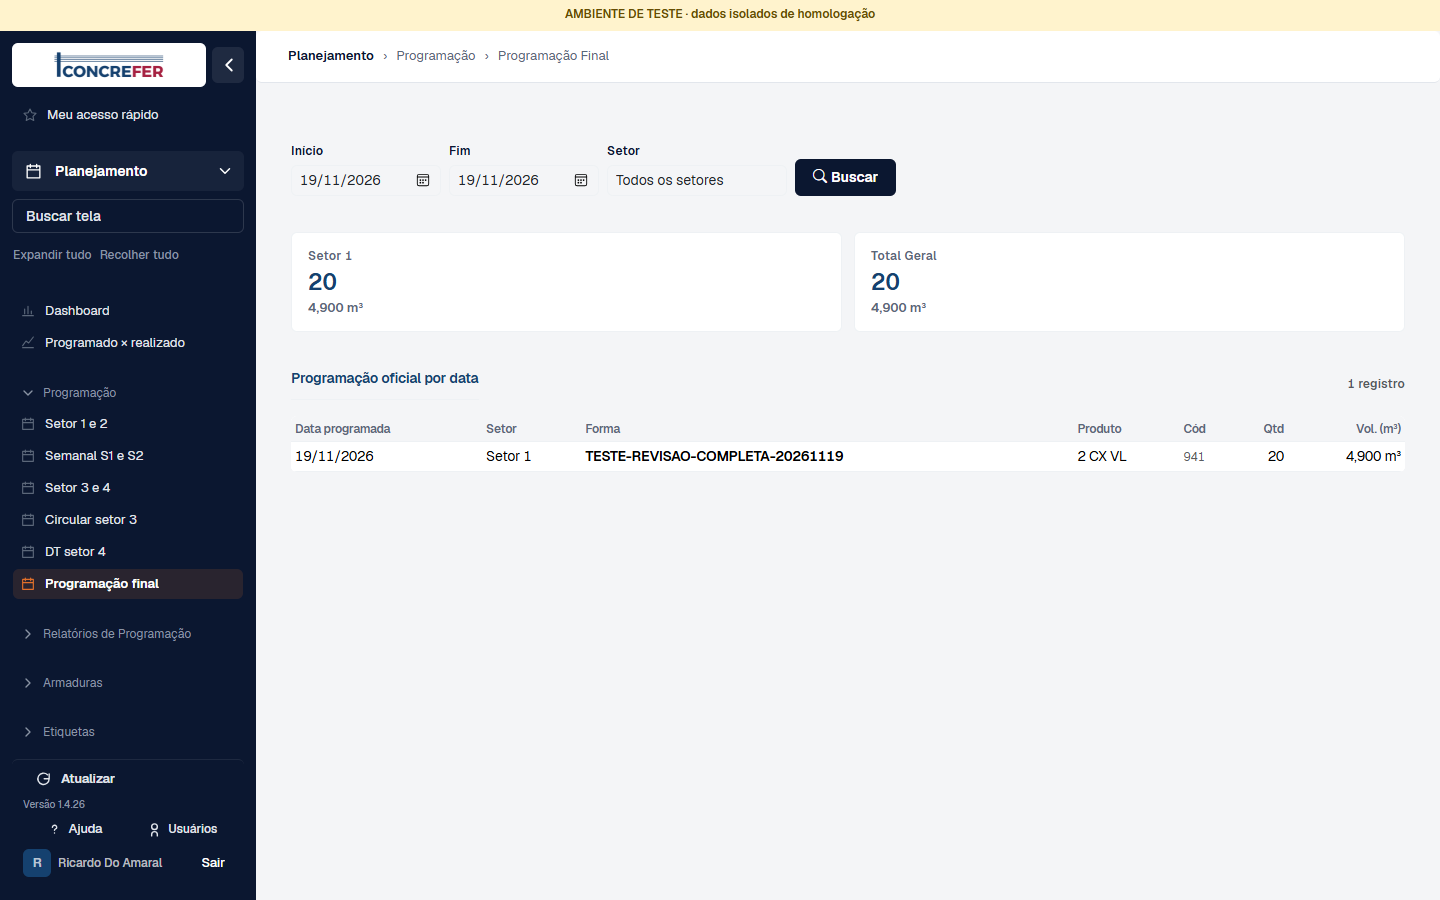 AMBIENTE DE TESTE · dados isolados de homologação
CONCREFER
Meu acesso rápido
Planejamento
Buscar tela
Expandir tudo Recolher tudo
Dashboard
Programado × realizado
Programação
Setor 1 e 2
Semanal S1 e S2
Setor 3 e 4
Circular setor 3
DT setor 4
Programação final
Relatórios de Programação
Armaduras
Etiquetas
Atualizar
Versão 1.4.26
? Ajuda Usuários
R Ricardo Do Amaral Sair
Planejamento › Programação › Programação Final
Início Fim Setor
19/11/2026 19/11/2026 Todos os setores Buscar
Setor 1
20
4,900 m³
Total Geral
20
4,900 m³
Programação oficial por data
1 registro
Data programada Setor Forma Produto Cód Qtd Vol. (m³)
19/11/2026 Setor 1 TESTE-REVISAO-COMPLETA-20261119 2 CX VL 941 20 4,900 m³